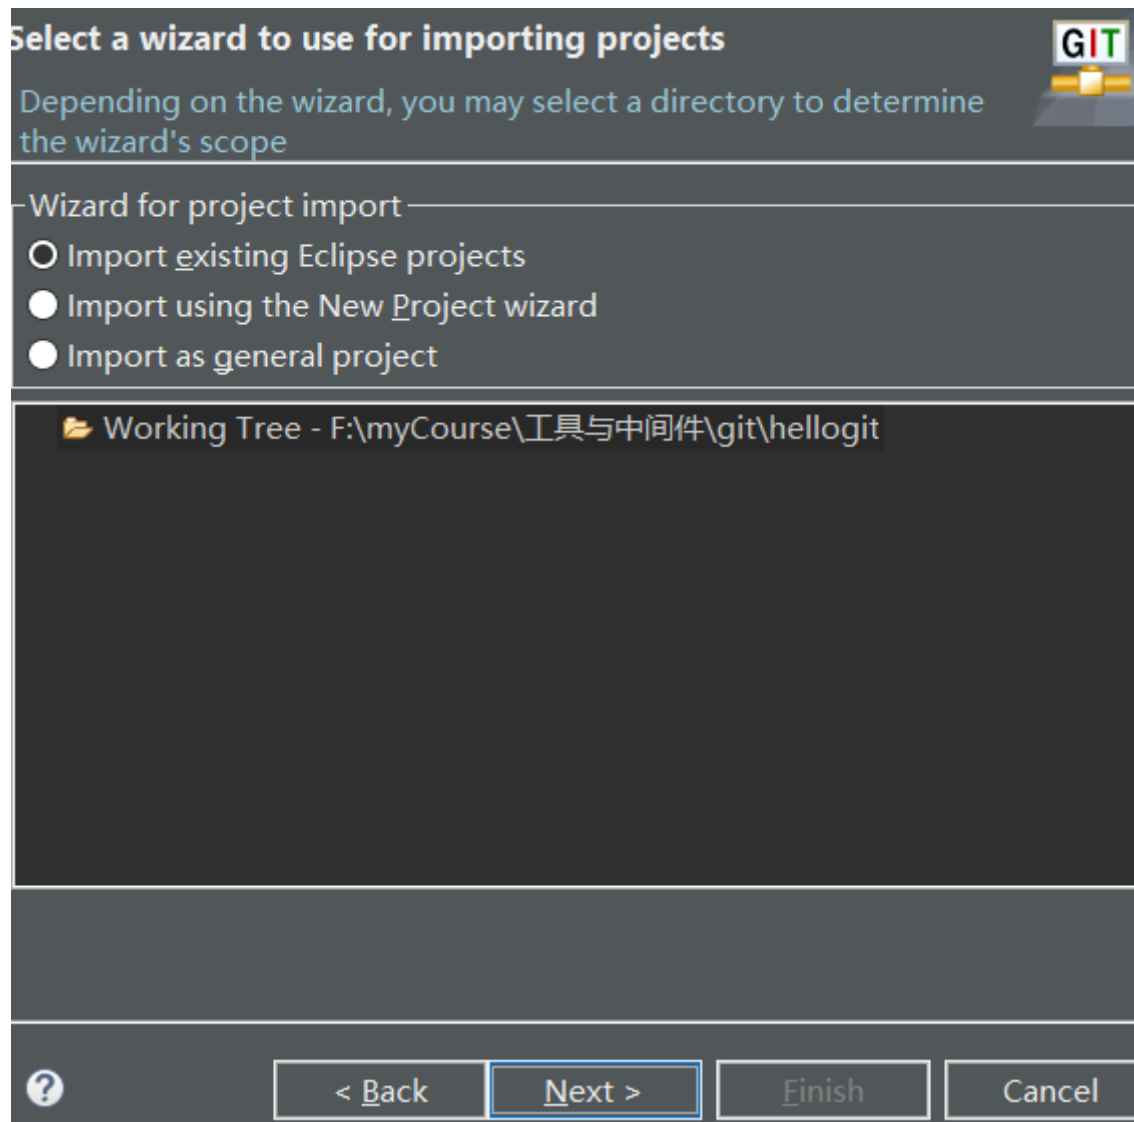 Select a wizard to use for importing projects
GIT
Depending on the wizard, you may select a directory to determine
the wizard's scope
Wizard for project import
Import existing Eclipse projects
Import using the New Project wizard
Import as general project
Working Tree - F:\myCourse\工具与中间件\git\hellogit
?
< Back
Next >
Finish
Cancel